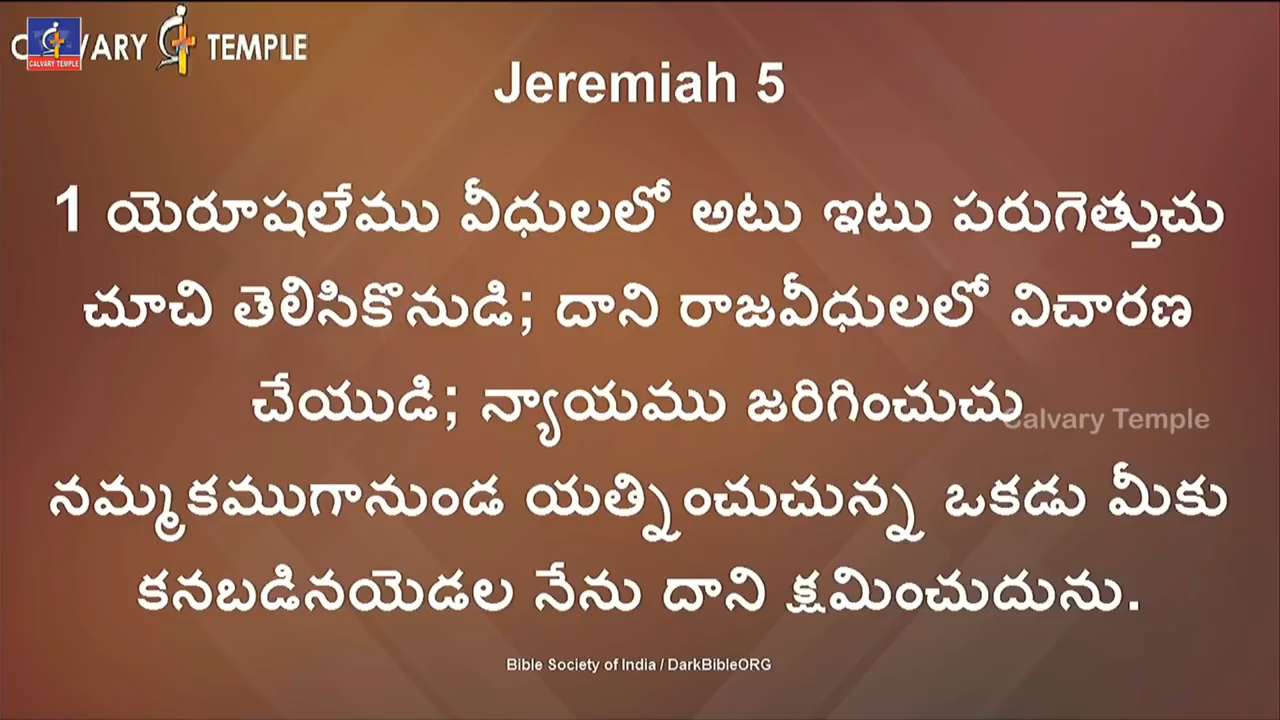 CALVARY TEMPLE
CALVARY TEMPLE
Jeremiah 5
1 యెరూషలేము వీధులలో అటు ఇటు పరుగెత్తుచు
చూచి తెలిసికొనుడి; దాని రాజవీధులలో విచారణ
చేయుడి; న్యాయము జరిగించుచు
Calvary Temple
నమ్మకముగానుండ యత్నించుచున్న ఒకడు మీకు
కనబడినయెడల నేను దాని క్షమించుదును.
Bible Society of India / DarkBibleORG